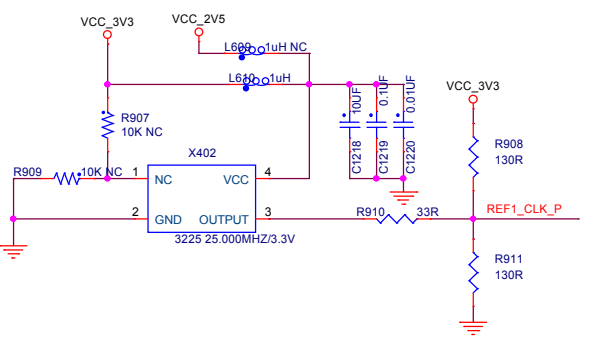 VCC_3V3
VCC_2V5
L609 1uH NC
L610 1uH
VCC_3V3
R907
10K NC
10UF
0.1UF
0.01UF
C1218
C1219
C1220
R908
130R
X402
R909
10K NC
1
NC
VCC
4
2
GND
OUTPUT
3
R910
33R
REF1_CLK_P
3225 25.000MHZ/3.3V
R911
130R